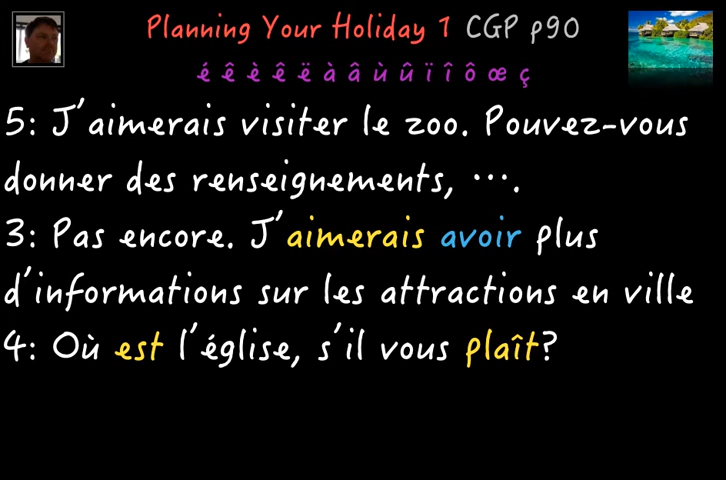 Planning Your Holiday 1 CGP p90
é ê è ê ë à â ù û ï î ô œ ç
5: J'aimerais visiter le zoo. Pouvez-vous
donner des renseignements, ....
3: Pas encore. J'aimerais avoir plus
d'informations sur les attractions en ville
4: Où est l'église, s'il vous plaît?